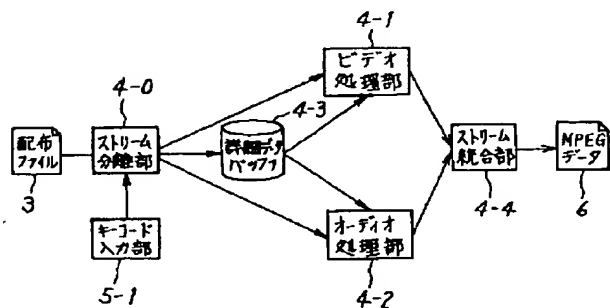 4-1
ビデオ
処理部
4-0
4-3
配布
ファイル
ストリーム
分離部
詳細データ
バッファ
ストリーム
統合部
MPEG
データ
3
4-4
6
キーコード
入力部
オーディオ
処理部
5-1
4-2